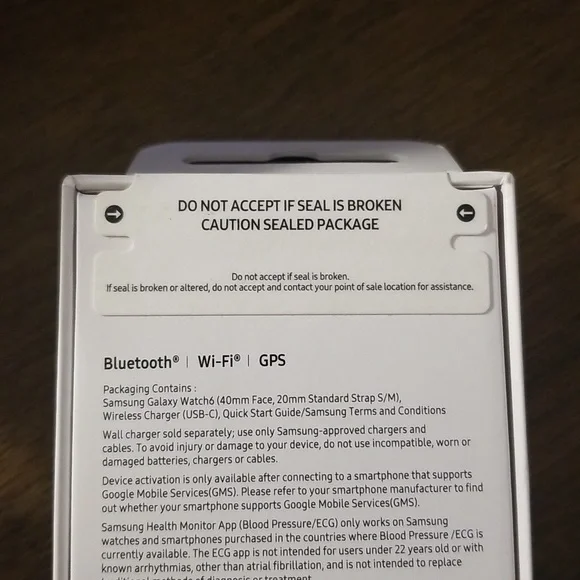 DO NOT ACCEPT IF SEAL IS BROKEN
CAUTION SEALED PACKAGE
Do not accept if seal is broken.
If seal is broken or altered, do not accept and contact your point of sale location for assistance.
Bluetooth® | Wi-Fi® | GPS
Packaging Contains :
Samsung Galaxy Watch6 (40mm Face, 20mm Standard Strap S/M),
Wireless Charger (USB-C), Quick Start Guide/Samsung Terms and Conditions
Wall charger sold separately; use only Samsung-approved chargers and
cables. To avoid injury or damage to your device, do not use incompatible, worn or
damaged batteries, chargers or cables.
Device activation is only available after connecting to a smartphone that supports
Google Mobile Services(GMS). Please refer to your smartphone manufacturer to find
out whether your smartphone supports Google Mobile Services(GMS).
Samsung Health Monitor App (Blood Pressure/ECG) only works on Samsung
watches and smartphones purchased in the countries where Blood Pressure /ECG is
currently available. The ECG app is not intended for users under 22 years old or with
known arrhythmias, other than atrial fibrillation, and is not intended to replace
traditional methods of diagnosis or treatment.